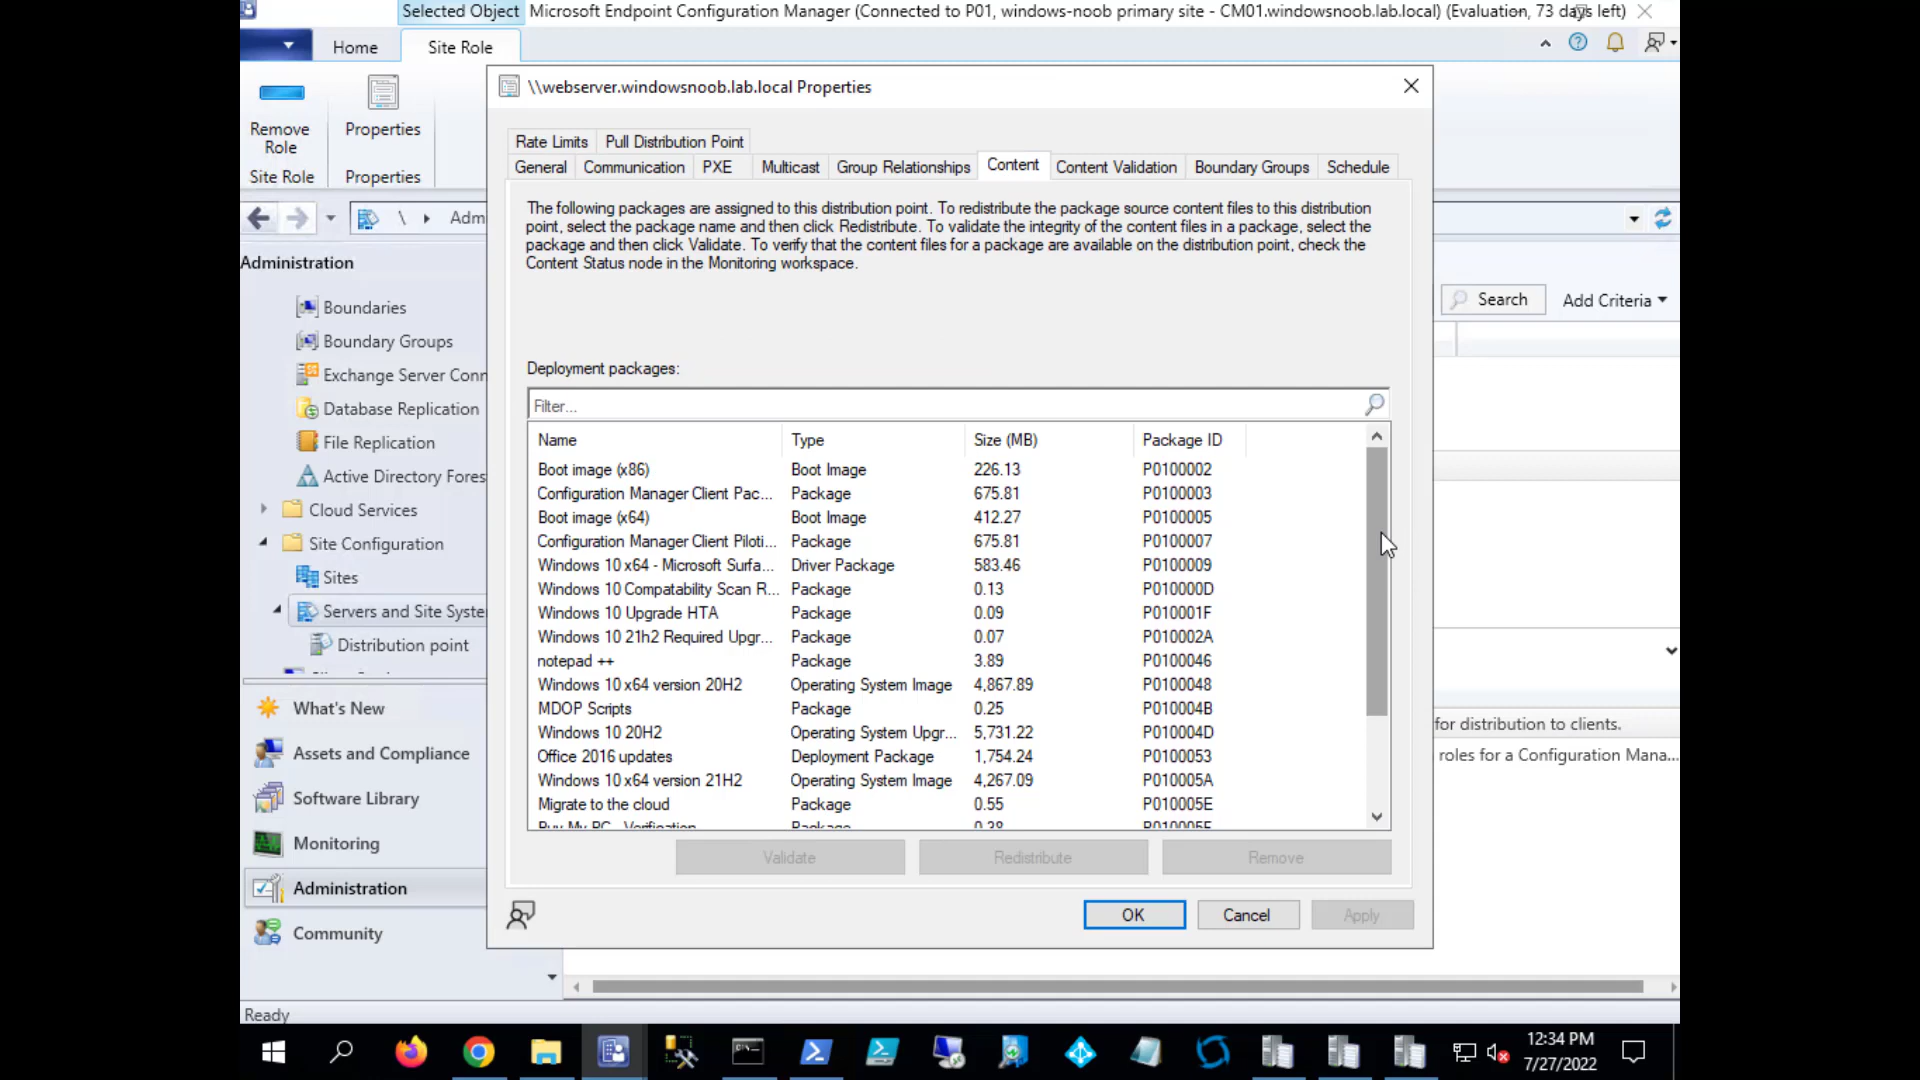 Selected Object
Microsoft Endpoint Configuration Manager (Connected to P01, windows-noob primary site - CM01.windowsnoob.lab.local) (Evaluation, 73 days left)
Home
Site Role
Remove
Role
Properties
Site Role
Properties
\\webserver.windowsnoob.lab.local Properties
Rate Limits
Pull Distribution Point
General
Communication
PXE
Multicast
Group Relationships
Content
Content Validation
Boundary Groups
Schedule
The following packages are assigned to this distribution point. To redistribute the package source content files to this distribution
point, select the package name and then click Redistribute. To validate the integrity of the content files in a package, select the
package and then click Validate. To verify that the content files for a package are available on the distribution point, check the
Content Status node in the Monitoring workspace.
Deployment packages:
Filter...
Name Type Size (MB) Package ID
Boot image (x86) Boot Image 226.13 P0100002
Configuration Manager Client Pac... Package 675.81 P0100003
Boot image (x64) Boot Image 412.27 P0100005
Configuration Manager Client Piloti... Package 675.81 P0100007
Windows 10 x64 - Microsoft Surfa... Driver Package 583.46 P0100009
Windows 10 Compatability Scan R... Package 0.13 P010000D
Windows 10 Upgrade HTA Package 0.09 P010001F
Windows 10 21h2 Required Upgr... Package 0.07 P010002A
notepad ++ Package 3.89 P0100046
Windows 10 x64 version 20H2 Operating System Image 4,867.89 P0100048
MDOP Scripts Package 0.25 P010004B
Windows 10 20H2 Operating System Upgr... 5,731.22 P010004D
Office 2016 updates Deployment Package 1,754.24 P0100053
Windows 10 x64 version 21H2 Operating System Image 4,267.09 P010005A
Migrate to the cloud Package 0.55 P010005E
Validate
Redistribute
Remove
OK
Cancel
Apply
\ Adm
Administration
Boundaries
Boundary Groups
Exchange Server Conn
Database Replication
File Replication
Active Directory Fores
Cloud Services
Site Configuration
Sites
Servers and Site Syste
Distribution point
What's New
Assets and Compliance
Software Library
Monitoring
Administration
Community
Search
Add Criteria
for distribution to clients.
roles for a Configuration Mana...
Ready
12:34 PM
7/27/2022